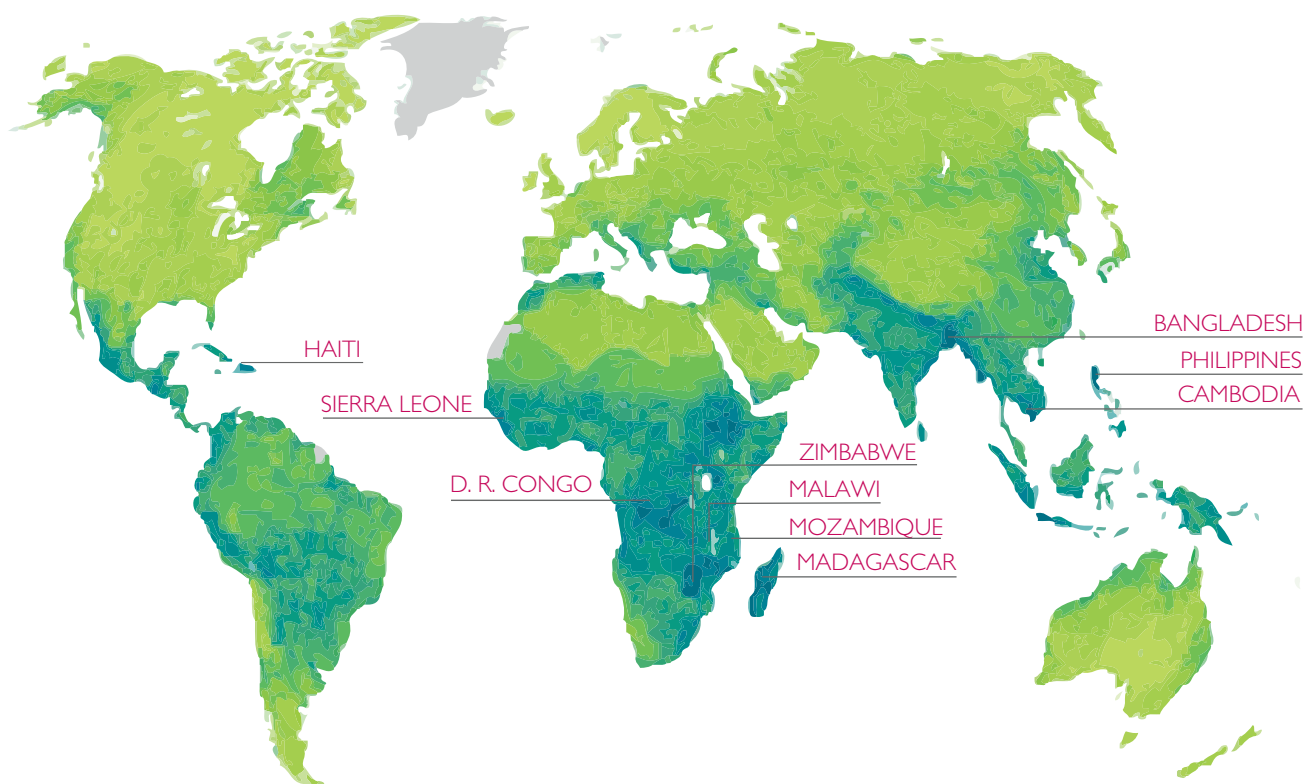 BANGLADESH
HAITI
PHILIPPINES
CAMBODIA
SIERRA LEONE
ZIMBABWE
D. R. CONGO
MALAWI
MOZAMBIQUE
MADAGASCAR